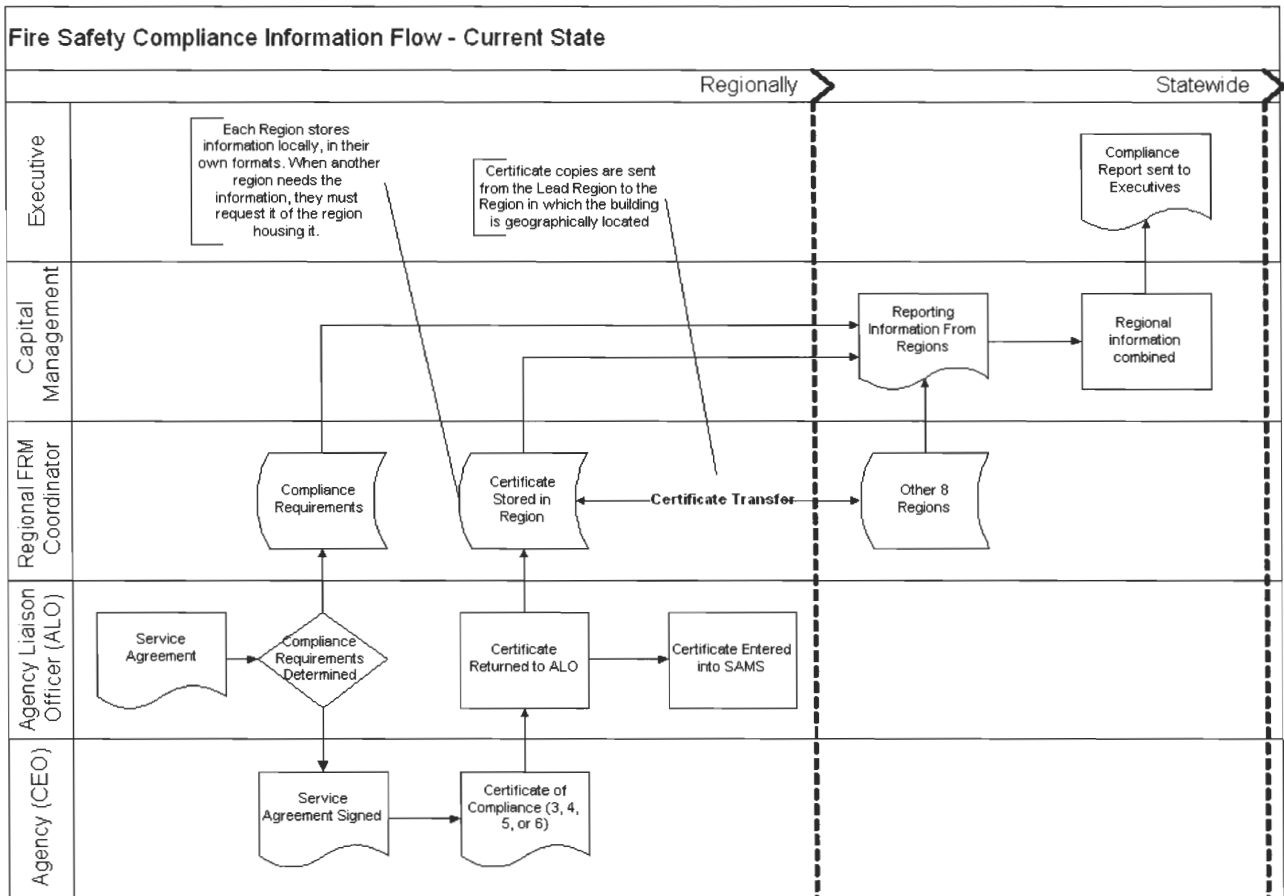 Fire Safety Compliance Information Flow - Current State
Regionally
Statewide
Executive
Each Region stores
information locally, in their
own formats. When another
region needs the
information, they must
request it of the region
housing it.
Certificate copies are sent
from the Lead Region to the
Region in which the building
is geographically located
Compliance
Report sent to
Executives
Capital
Management
Reporting
Information From
Regions
Regional
information
combined
Regional FRM
Coordinator
Compliance
Requirements
Certificate
Stored in
Region
Certificate Transfer
Other 8
Regions
Agency Liaison
Officer (ALO)
Service
Agreement
Compliance
Requirements
Determined
Certificate
Returned to ALO
Certificate Entered
into SAMS
Agency (CEO)
Service
Agreement Signed
Certificate of
Compliance (3, 4,
5, or 6)